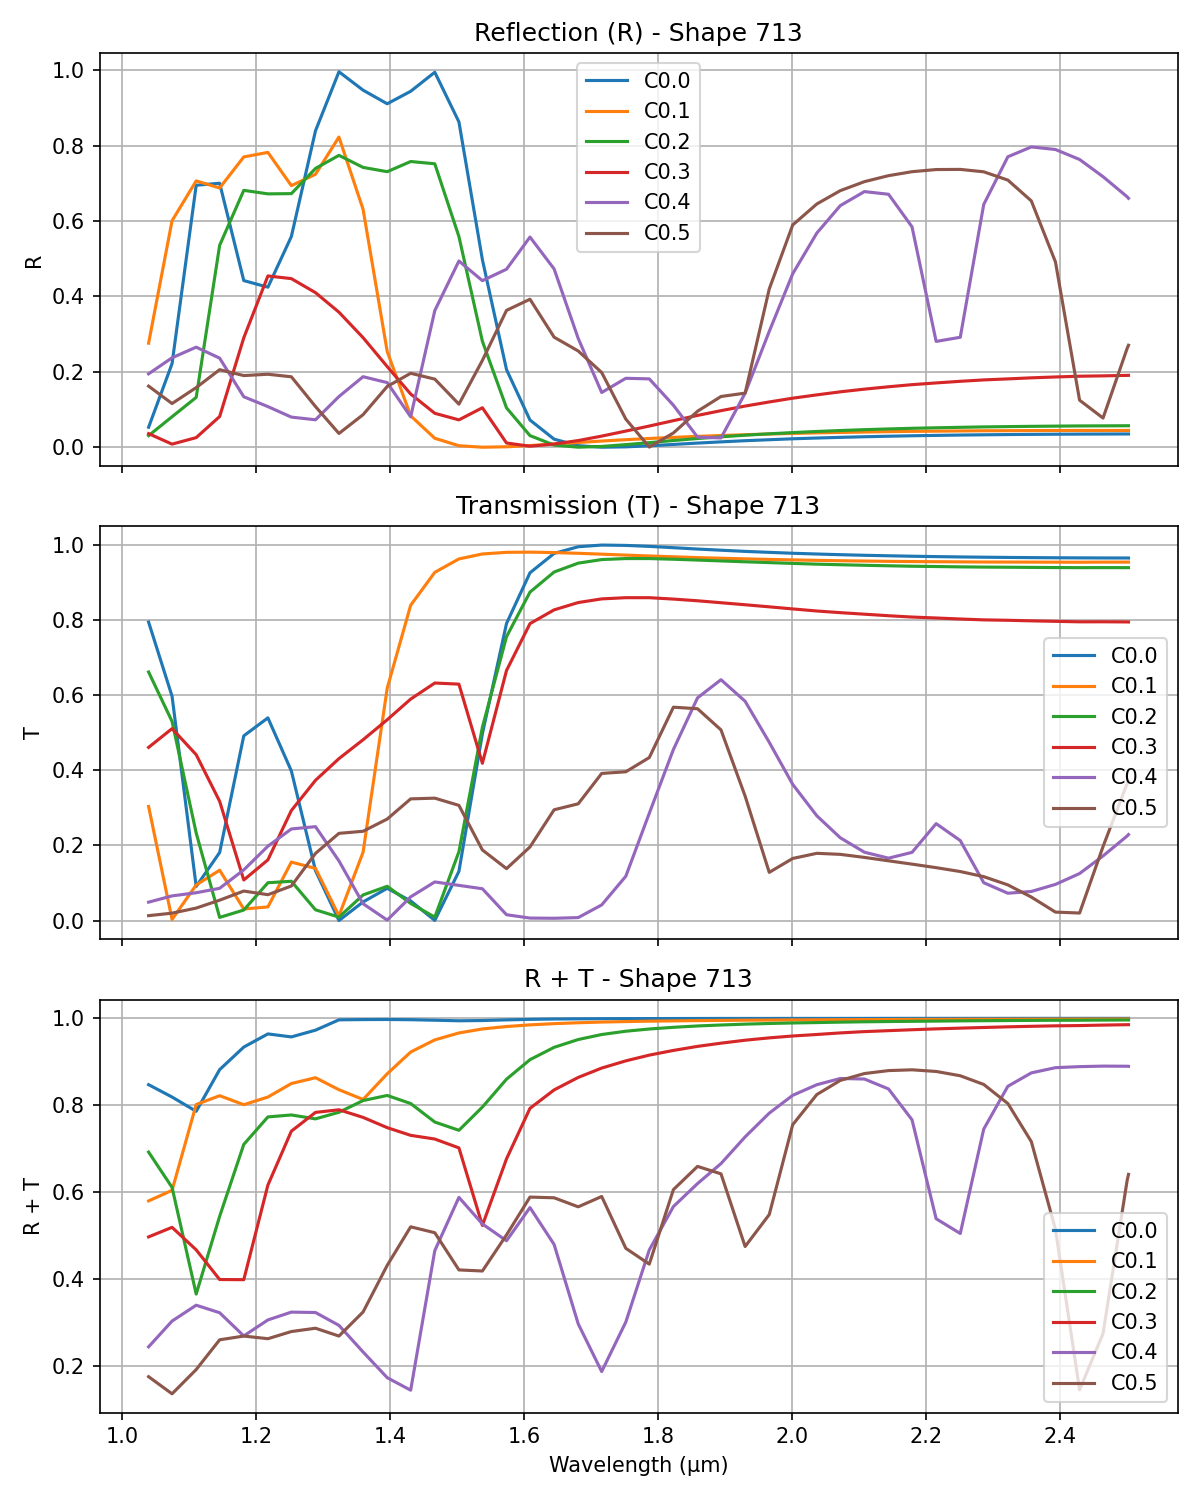 Reflection (R) - Shape 713
1.0
0.8
0.6
0.4
0.2
0.0
R
C0.0
C0.1
C0.2
C0.3
C0.4
C0.5
Transmission (T) - Shape 713
1.0
0.8
0.6
0.4
0.2
0.0
T
C0.0
C0.1
C0.2
C0.3
C0.4
C0.5
R + T - Shape 713
1.0
0.8
0.6
0.4
0.2
R + T
C0.0
C0.1
C0.2
C0.3
C0.4
C0.5
1.0 1.2 1.4 1.6 1.8 2.0 2.2 2.4
Wavelength (μm)